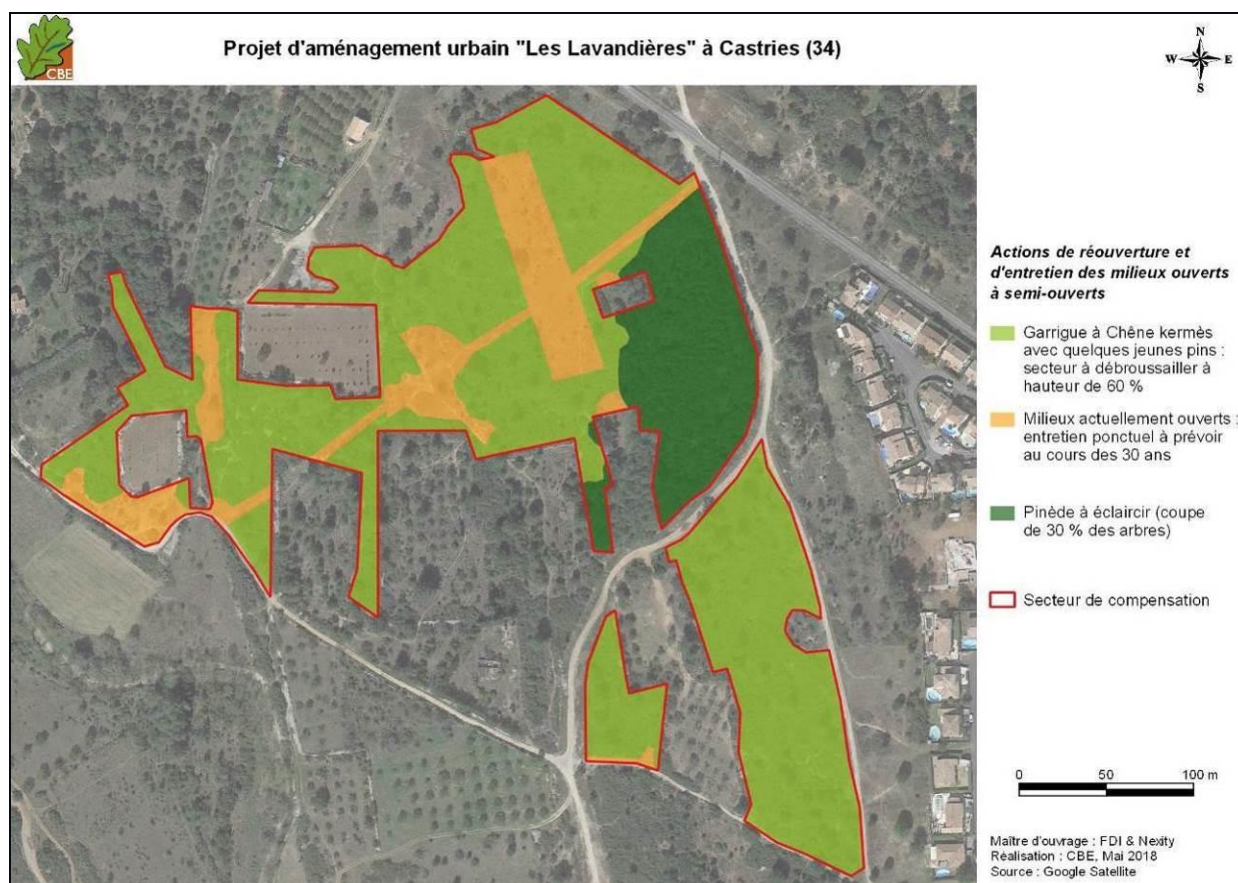 CBE
Projet d'aménagement urbain "Les Lavandières" à Castries (34)
N
W E
S
Actions de réouverture et
d'entretien des milieux ouverts
à semi-ouverts
Garrigue à Chêne kermès
avec quelques jeunes pins :
secteur à débroussailler à
hauteur de 60 %
Milieux actuellement ouverts :
entretien ponctuel à prévoir
au cours des 30 ans
Pinède à éclaircir (coupe
de 30 % des arbres)
Secteur de compensation
0 50 100 m
Maître d'ouvrage : FDI & Nexity
Réalisation : CBE, Mai 2018
Source : Google Satellite